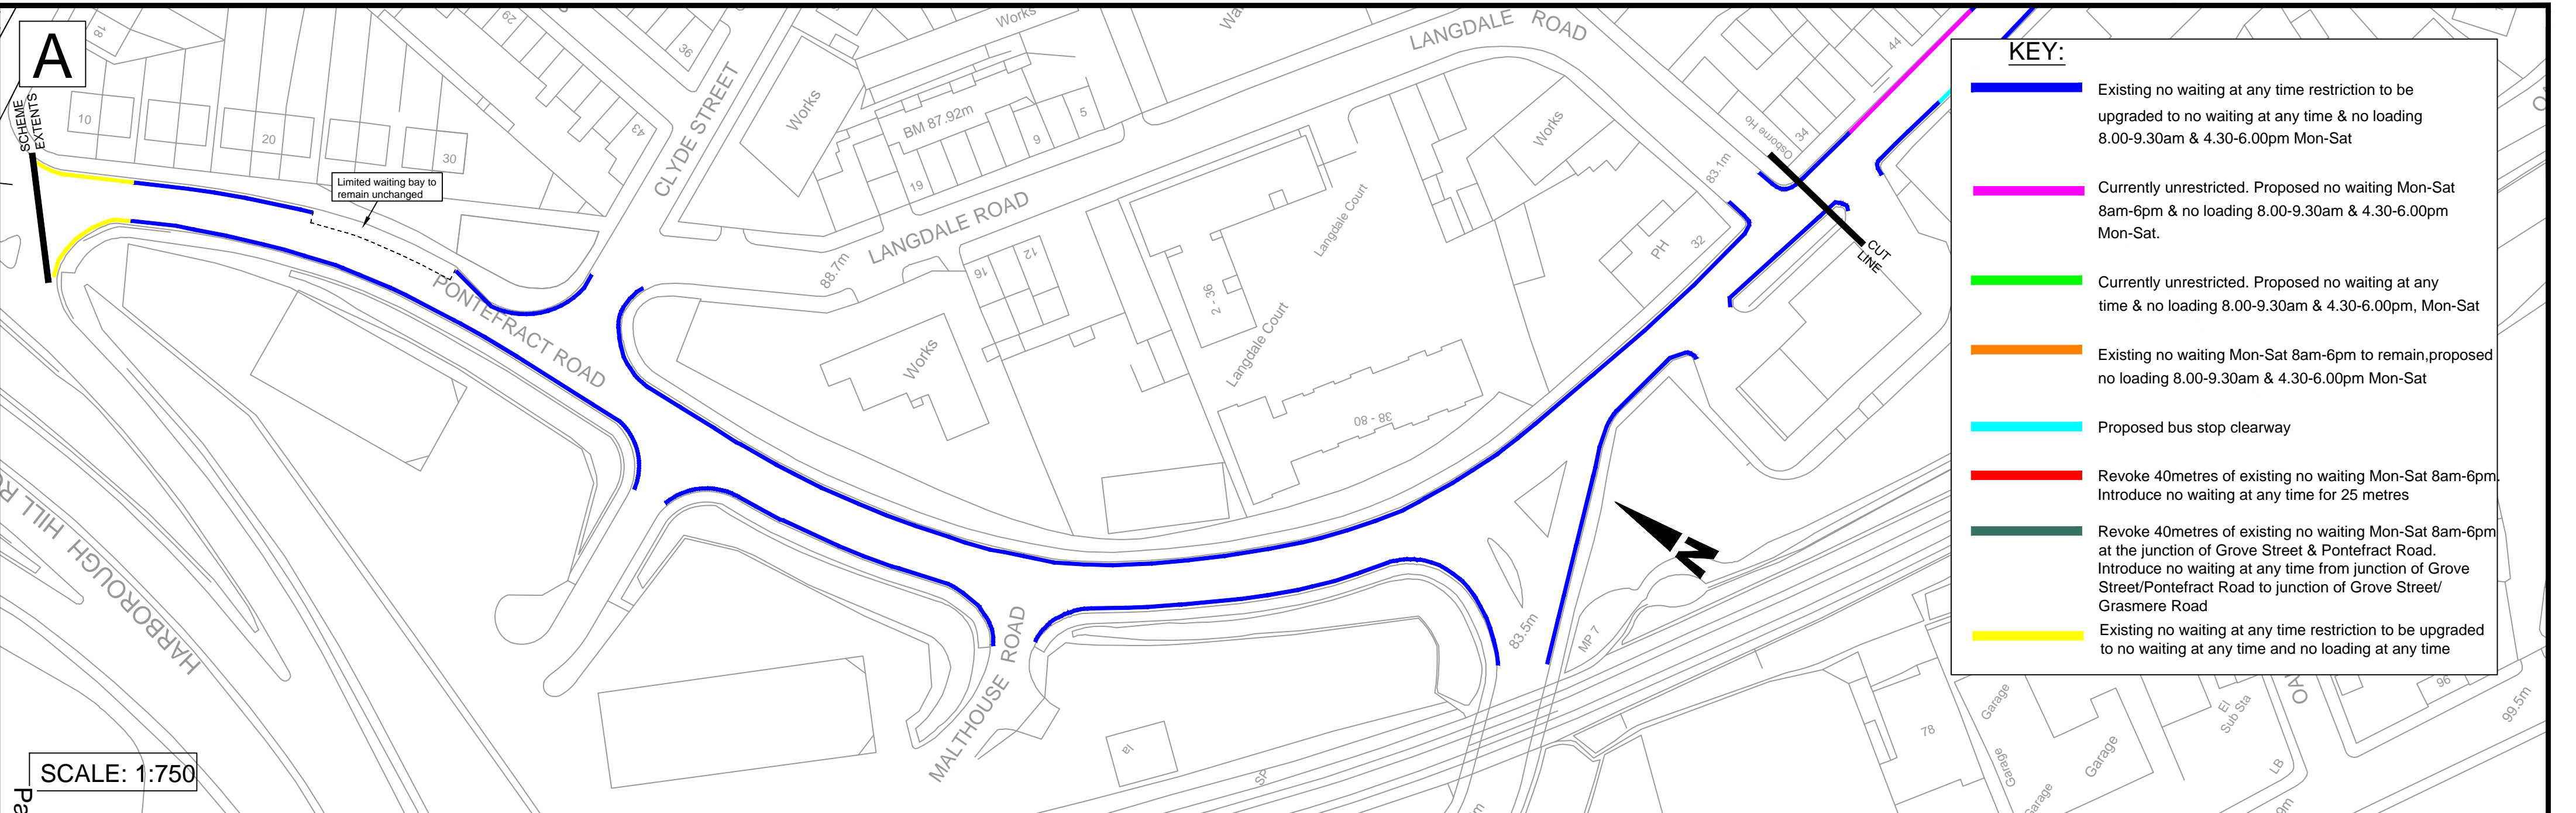 A
SCHEME
EXTENTS
SCALE: 1:750
Pa
18
10
20
30
29
36
43
Limited waiting bay to
remain unchanged
CLYDE STREET
Works
Works
BM 87.92m
19
9
5
LANGDALE ROAD
LANGDALE ROAD
88.7m
16
12
Works
2 - 36
Langdale Court
Langdale Court
38 - 80
Works
PH
32
83.1m
Osborne Ho
34
44
CUT
LINE
PONTEFRACT ROAD
HARBOROUGH HILL R
MALTHOUSE ROAD
la
SP
83.5m
MP 7
N
78
Garage
Garage
Garage
El
Sub Sta
LB
96
99.5m
OA
KEY:
Existing no waiting at any time restriction to be
upgraded to no waiting at any time & no loading
8.00-9.30am & 4.30-6.00pm Mon-Sat
Currently unrestricted. Proposed no waiting Mon-Sat
8am-6pm & no loading 8.00-9.30am & 4.30-6.00pm
Mon-Sat.
Currently unrestricted. Proposed no waiting at any
time & no loading 8.00-9.30am & 4.30-6.00pm, Mon-Sat
Existing no waiting Mon-Sat 8am-6pm to remain,proposed
no loading 8.00-9.30am & 4.30-6.00pm Mon-Sat
Proposed bus stop clearway
Revoke 40metres of existing no waiting Mon-Sat 8am-6pm.
Introduce no waiting at any time for 25 metres
Revoke 40metres of existing no waiting Mon-Sat 8am-6pm
at the junction of Grove Street & Pontefract Road.
Introduce no waiting at any time from junction of Grove
Street/Pontefract Road to junction of Grove Street/
Grasmere Road
Existing no waiting at any time restriction to be upgraded
to no waiting at any time and no loading at any time